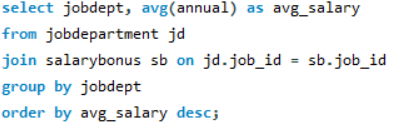 select jobdept, avg(annual) as avg_salary
from jobdepartment jd
join salarybonus sb on jd.job_id = sb.job_id
group by jobdept
order by avg_salary desc;